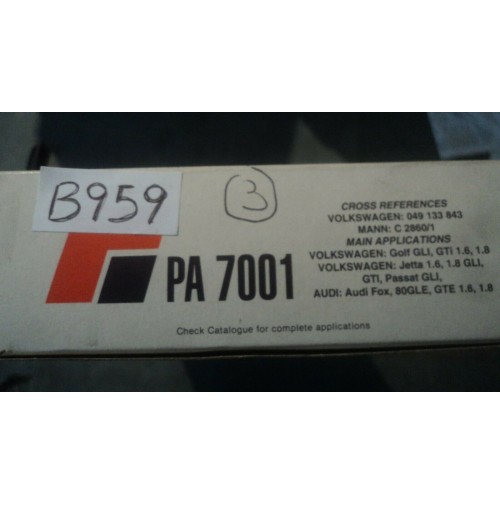 B959
3
CROSS REFERENCES
VOLKSWAGEN: 049 133 843
MANN: C 2860/1
MAIN APPLICATIONS
VOLKSWAGEN: Golf GLI, GTi 1.6, 1.8
VOLKSWAGEN: Jetta 1.6, 1.8 GLI,
GTI, Passat GLI,
AUDI: Audi Fox, 80GLE, GTE 1.6, 1.8
PA 7001
Check Catalogue for complete applications